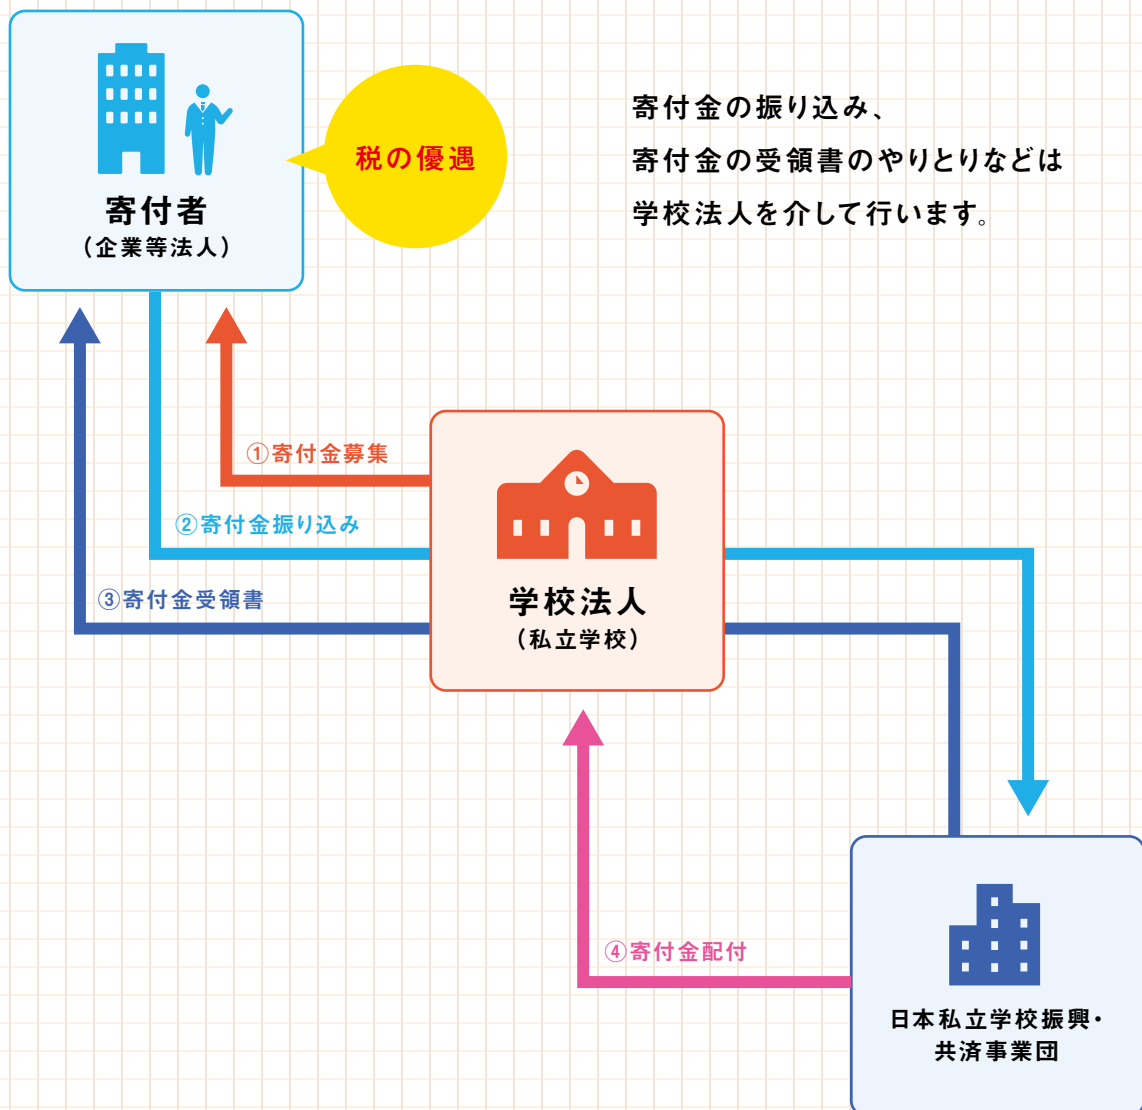 寄付者
（企業等法人）
税の優遇
寄付金の振り込み、
寄付金の受領書のやりとりなどは
学校法人を介して行います。
①寄付金募集
②寄付金振り込み
③寄付金受領書
学校法人
（私立学校）
④寄付金配付
日本私立学校振興・
共済事業団